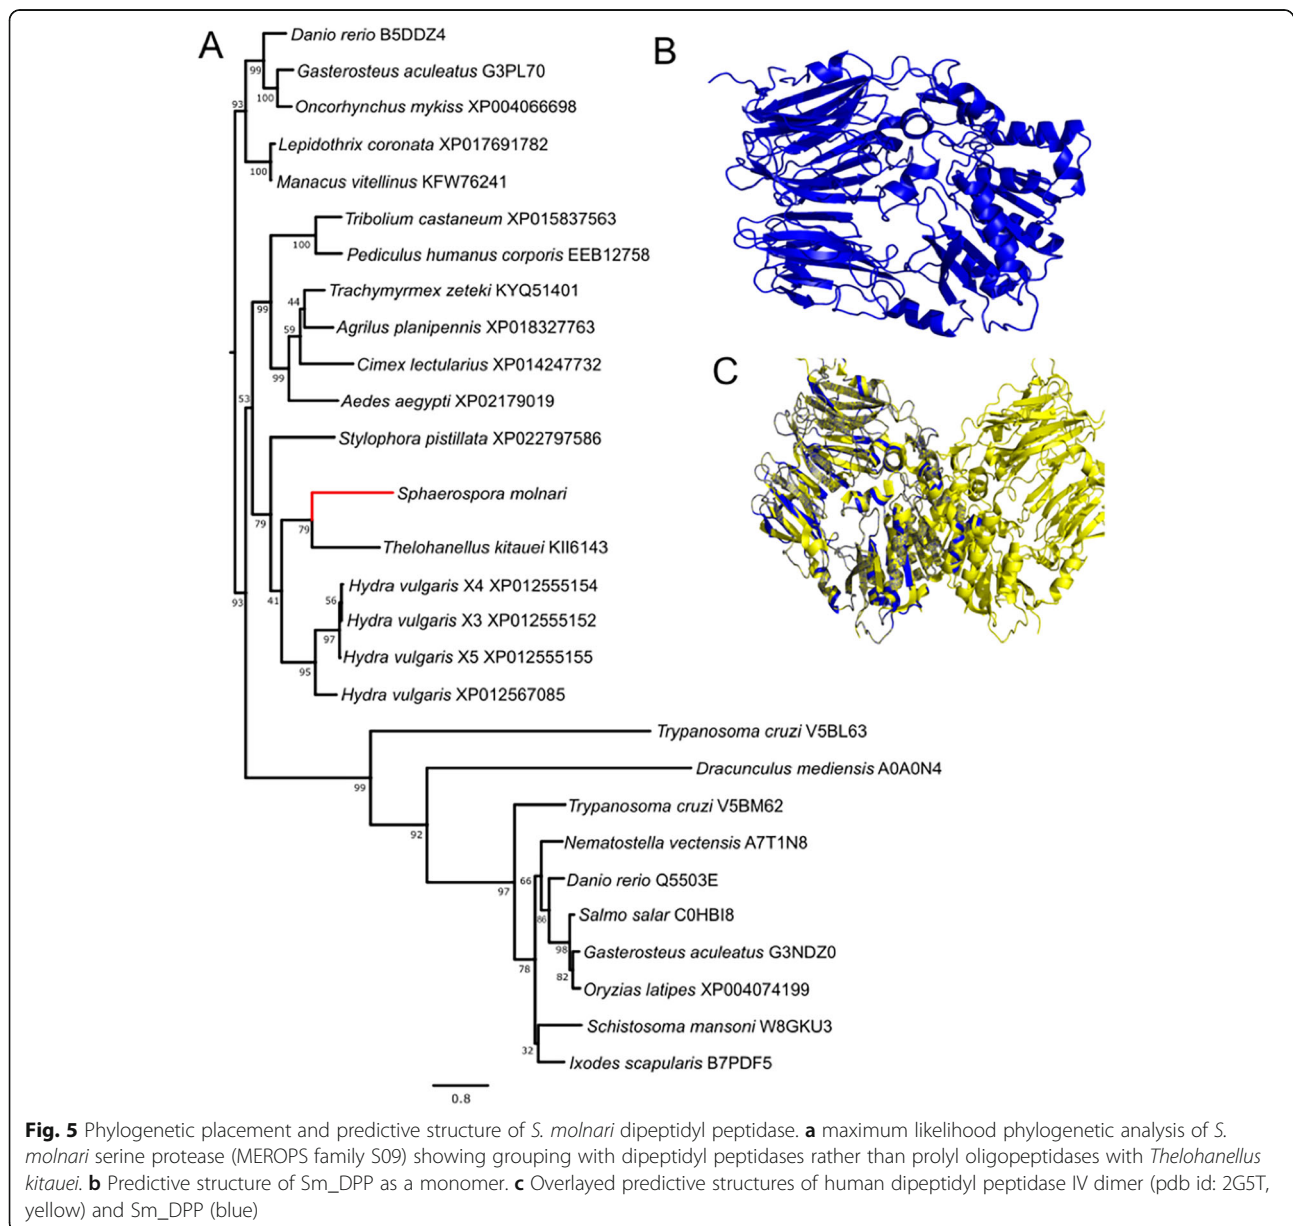 A
Danio rerio B5DDZ4
99
Gasterosteus aculeatus G3PL70
100
Oncorhynchus mykiss XP004066698
93
Lepidothrix coronata XP017691782
100
Manacus vitellinus KFW76241
Tribolium castaneum XP015837563
100
Pediculus humanus corporis EEB12758
99
44
Trachymyrmex zeteki KYQ51401
59
Agrilus planipennis XP018327763
Cimex lectularius XP014247732
99
Aedes aegypti XP02179019
53
Stylophora pistillata XP022797586
Sphaerospora molnari
79
79
Thelohanellus kitauei KII6143
Hydra vulgaris X4 XP012555154
41
56
93
Hydra vulgaris X3 XP012555152
97
Hydra vulgaris X5 XP012555155
95
Hydra vulgaris XP012567085
Trypanosoma cruzi V5BL63
99
Dracunculus mediensis A0A0N4
92
Trypanosoma cruzi V5BM62
Nematostella vectensis A7T1N8
97
66
Danio rerio Q5503E
86
Salmo salar C0HBI8
98
Gasterosteus aculeatus G3NDZ0
78
82
Oryzias latipes XP004074199
Schistosoma mansoni W8GKU3
32
Ixodes scapularis B7PDF5
0.8
B
C
Fig. 5 Phylogenetic placement and predictive structure of S. molnari dipeptidyl peptidase. a maximum likelihood phylogenetic analysis of S.
molnari serine protease (MEROPS family S09) showing grouping with dipeptidyl peptidases rather than prolyl oligopeptidases with Thelohanellus
kitauei. b Predictive structure of Sm_DPP as a monomer. c Overlayed predictive structures of human dipeptidyl peptidase IV dimer (pdb id: 2G5T,
yellow) and Sm_DPP (blue)